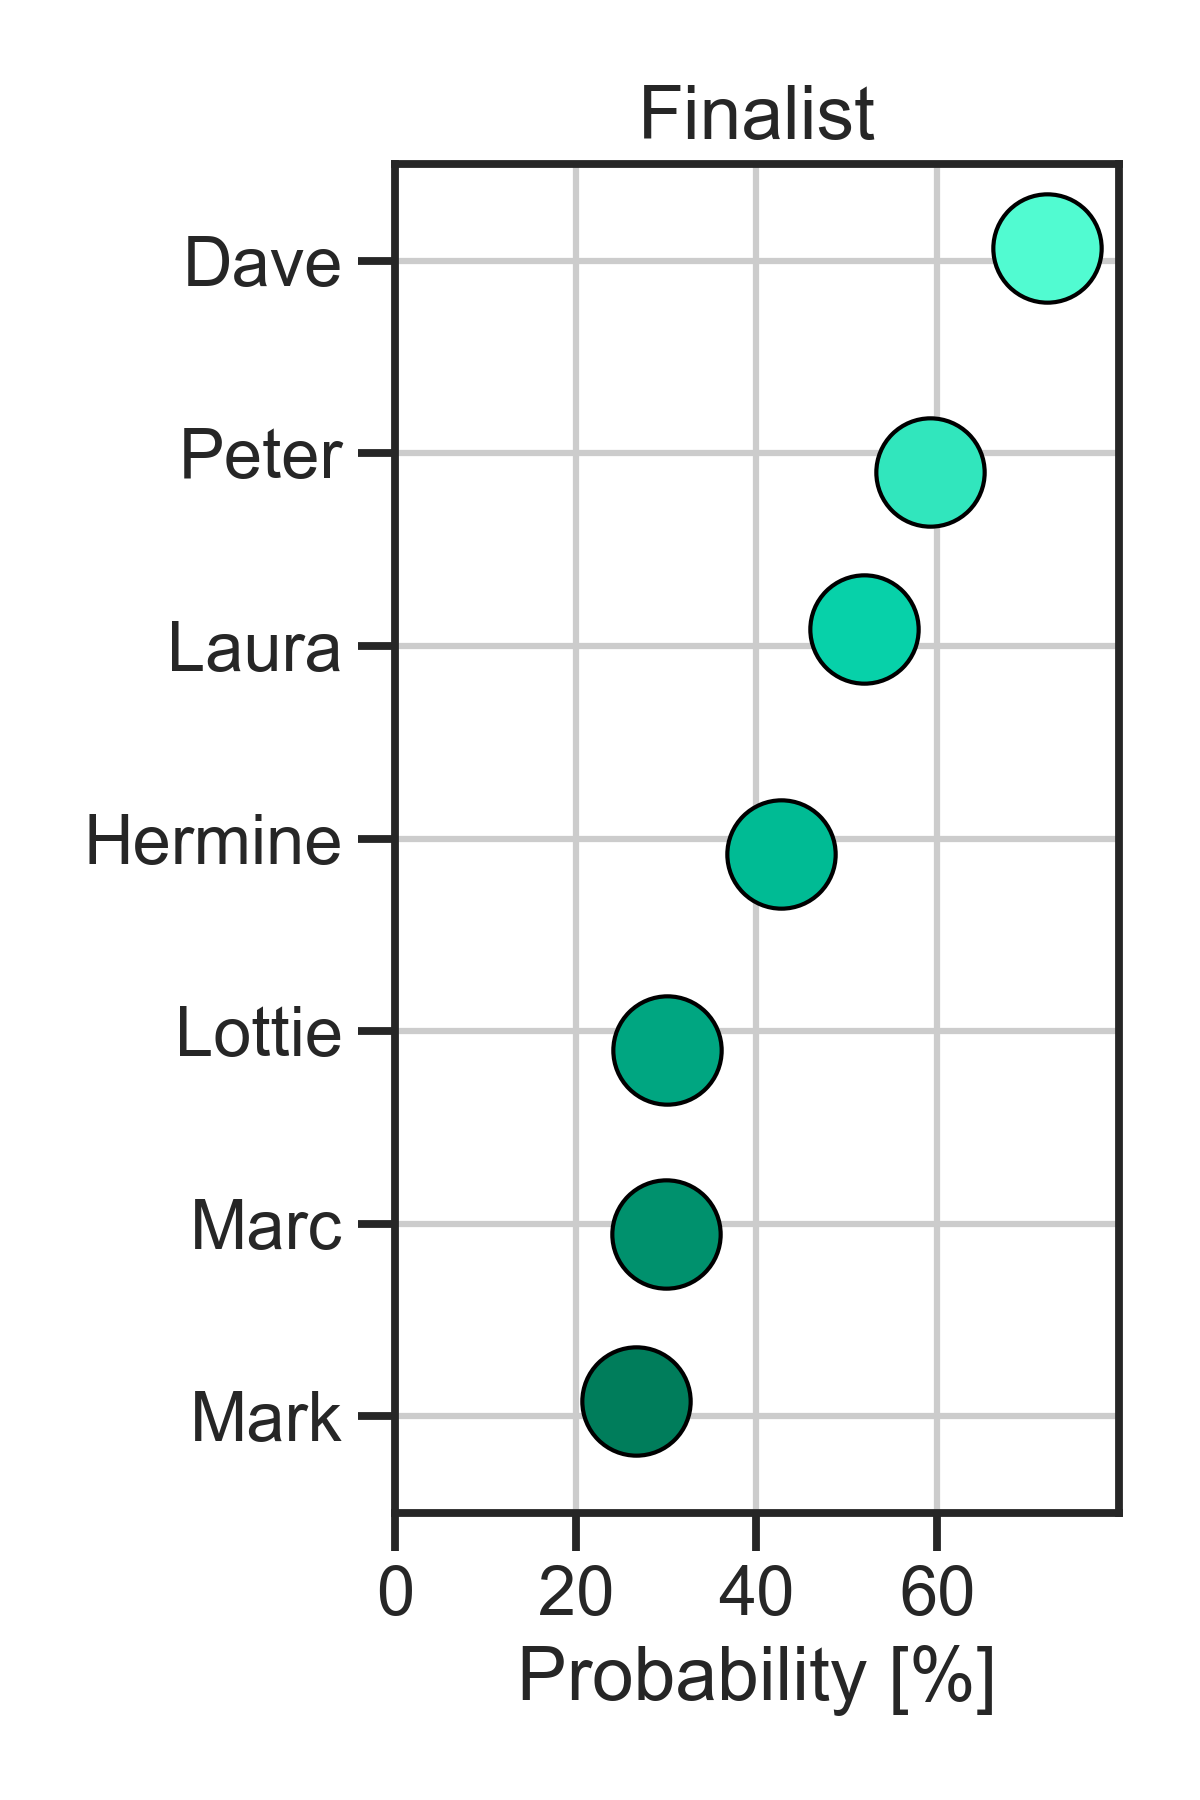 Finalist
Dave
Peter
Laura
Hermine
Lottie
Marc
Mark
0 20 40 60
Probability [%]